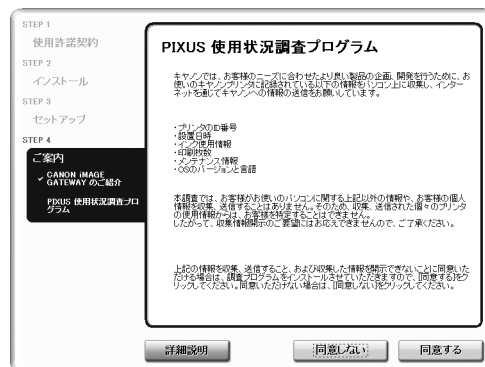 STEP 1
使用許諾契約
STEP 2
インストール
STEP 3
セットアップ
STEP 4
ご案内
CANON iMAGE
GATEWAY のご紹介
PIXUS 使用状況調査プロ
グラム
PIXUS 使用状況調査プログラム
キヤノンでは、お客様のニーズに合わせたより良い製品の企画、開発を行うために、お
使いのキヤノンプリンタに記録されている以下の情報をパソコン上に収集し、インター
ネットを通じてキヤノンへの情報の送信をお願いしています。
・プリンタのID番号
・設置日時
・インク使用情報
・印刷枚数
・メンテナンス情報
・OSのバージョンと言語
本調査では、お客様がお使いのパソコンに関する上記以外の情報や、お客様の個人
情報を収集、送信することはありません。そのため、収集、送信された個々のプリンタ
の使用情報からは、お客様を特定することはできません。
したがって、収集情報開示のご要望にはお応えできませんので、ご了承ください。
上記の情報を収集、送信すること、および収集した情報を開示できないことに同意いた
だける場合は、調査プログラムをインストールさせていただきますので、[同意する]をク
リックしてください。同意いただけない場合は、[同意しない]をクリックしてください。
詳細説明
同意しない
同意する